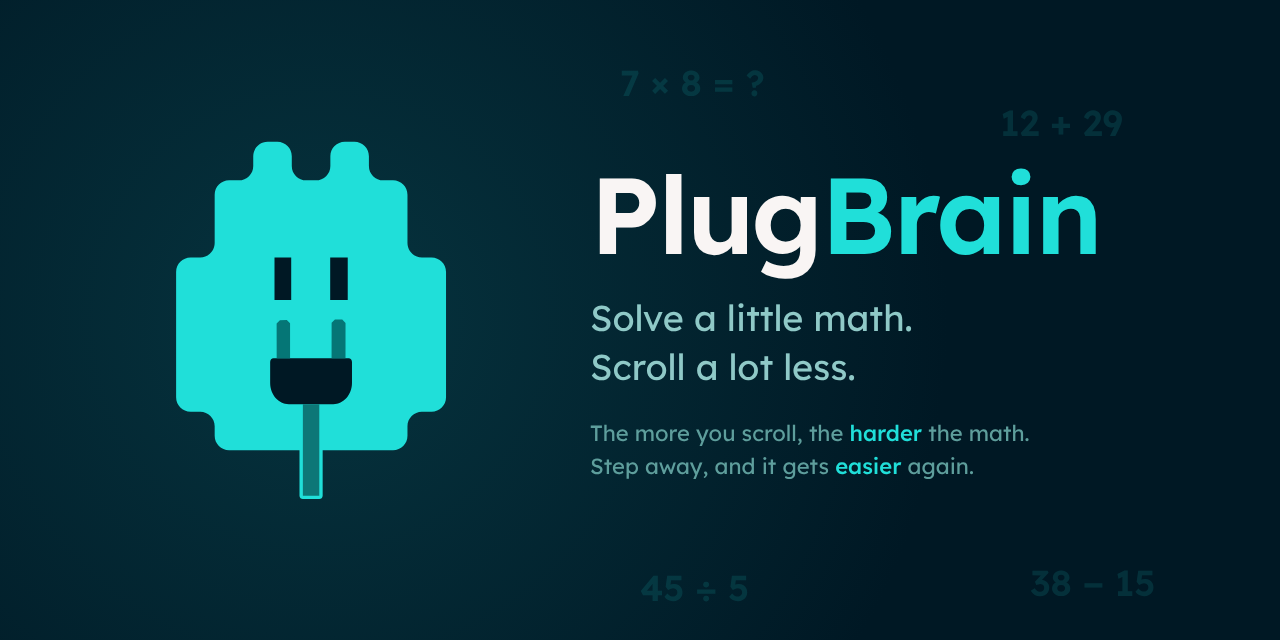 7 × 8 = ?
12 + 29
PlugBrain
Solve a little math.
Scroll a lot less.
The more you scroll, the harder the math.
Step away, and it gets easier again.
45 ÷ 5
38 – 15